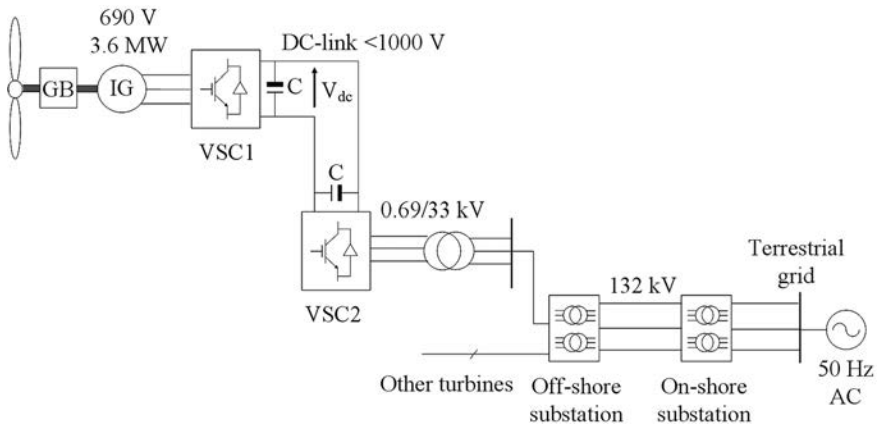 690 V
3.6 MW
GB
IG
VSC1
DC-link <1000 V
C
Vdc
C
VSC2
0.69/33 kV
132 kV
Terrestrial
grid
Other turbines
Off-shore
substation
On-shore
substation
50 Hz
AC